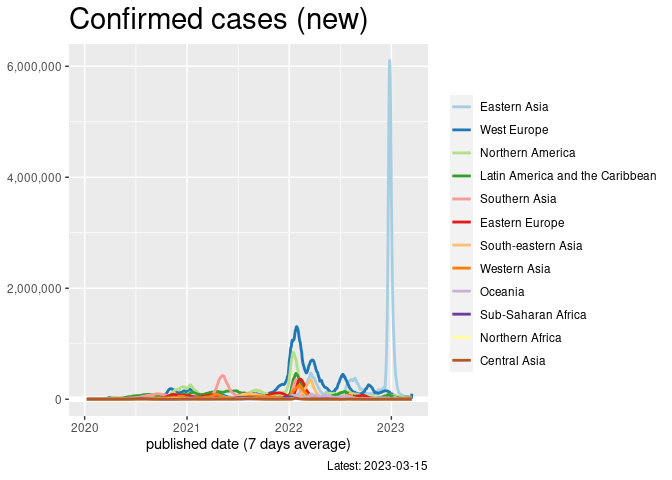 Confirmed cases (new)
6,000,000
4,000,000
2,000,000
0
2020
2021
2022
2023
published date (7 days average)
Latest: 2023-03-15
Eastern Asia
West Europe
Northern America
Latin America and the Caribbean
Southern Asia
Eastern Europe
South-eastern Asia
Western Asia
Oceania
Sub-Saharan Africa
Northern Africa
Central Asia